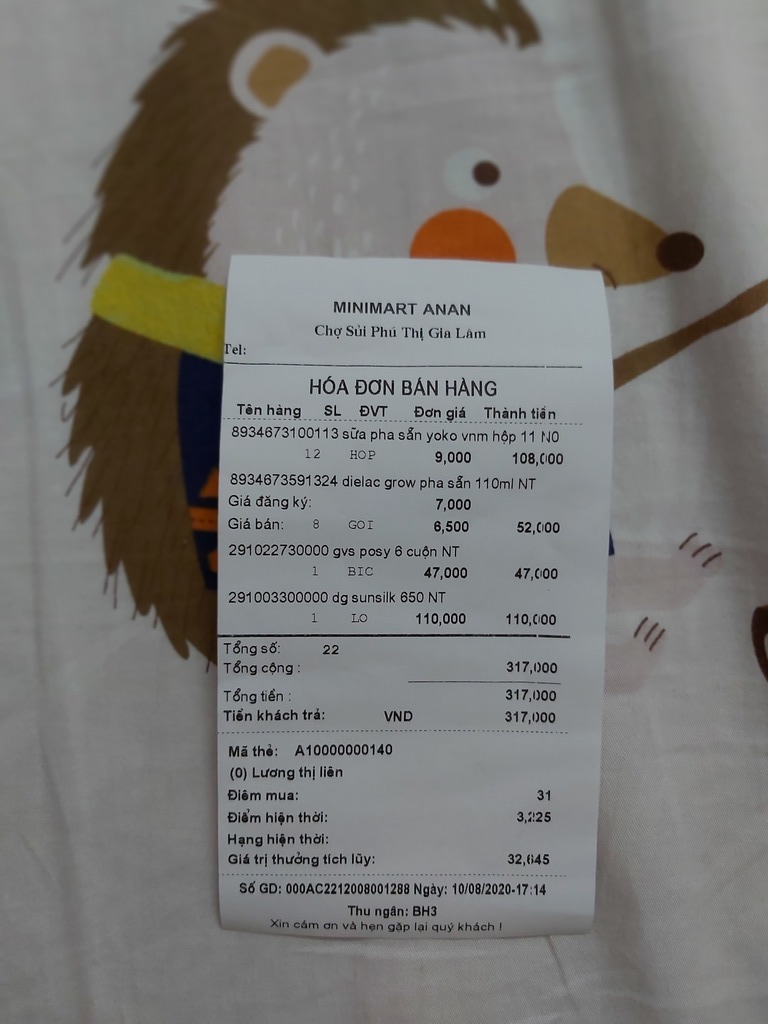 MINIMART ANAN
Chợ Sủi Phú Thị Gia Lâm
Tel:
HÓA ĐƠN BÁN HÀNG
Tên hàng SL ĐVT Đơn giá Thành tiền
8934673100113 sữa pha sẵn yoko vnm hộp 11 N0
12 HOP 9,000 108,000
8934673591324 dielac grow pha sẵn 110ml NT
Giá đăng ký: 7,000
Giá bán: 8 GOI 6,500 52,000
291022730000 gvs posy 6 cuộn NT
1 BIC 47,000 47,000
291003300000 dg sunsilk 650 NT
1 LO 110,000 110,000
Tổng số: 22
Tổng cộng : 317,000
Tổng tiền : 317,000
Tiền khách trả: VND 317,000
Mã thẻ: A10000000140
(0) Lương thị liên
Điểm mua: 31
Điểm hiện thời: 3,225
Hạng hiện thời:
Giá trị thưởng tích lũy: 32,645
Số GD: 000AC2212008001288 Ngày: 10/08/2020-17:14
Thu ngân: BH3
Xin cảm ơn và hẹn gặp lại quý khách !